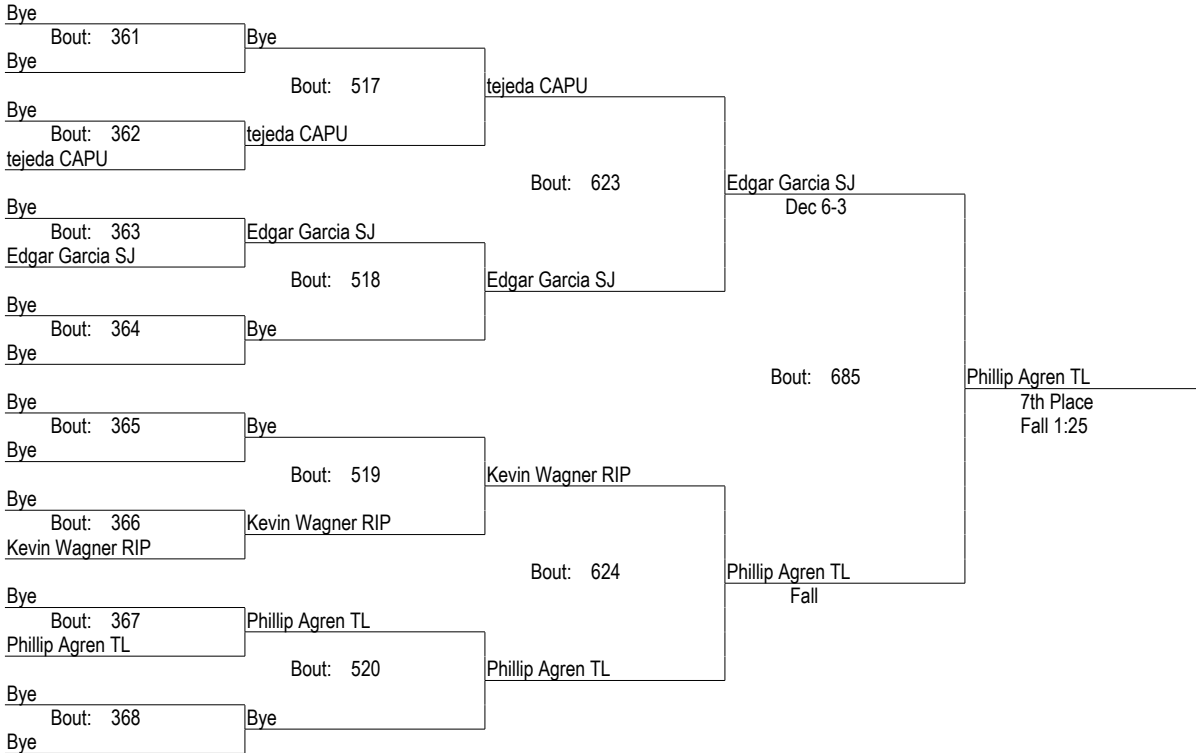 Bye
Bout: 361
Bye
Bye
Bout: 517
tejeda CAPU
Bye
Bout: 362
tejeda CAPU
tejeda CAPU
Bout: 623
Edgar Garcia SJ
Dec 6-3
Bye
Bout: 363
Edgar Garcia SJ
Edgar Garcia SJ
Bout: 518
Edgar Garcia SJ
Bye
Bout: 364
Bye
Bye
Bout: 685
Phillip Agren TL
7th Place
Fall 1:25
Bye
Bout: 365
Bye
Bye
Bout: 519
Kevin Wagner RIP
Bye
Bout: 366
Kevin Wagner RIP
Kevin Wagner RIP
Bout: 624
Phillip Agren TL
Fall
Bye
Bout: 367
Phillip Agren TL
Phillip Agren TL
Bout: 520
Phillip Agren TL
Bye
Bout: 368
Bye
Bye